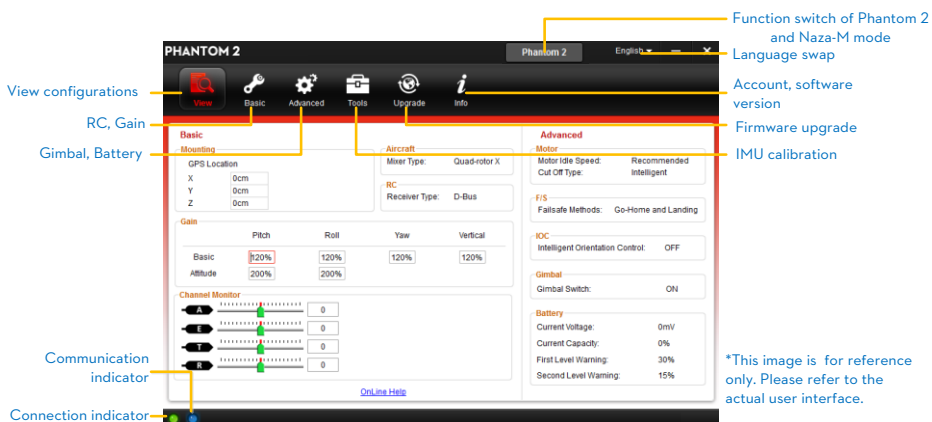 Function switch of Phantom 2
and Naza-M mode
Language swap
PHANTOM 2
Phantom 2
English
View configurations
RC, Gain
Gimbal, Battery
View
Basic
Advanced
Tools
Upgrade
Info
Account, software
version
Firmware upgrade
IMU calibration
Basic
Mounting
GPS Location
X 0cm
Y 0cm
Z 0cm
Aircraft
Mixer Type: Quad-rotor X
RC
Receiver Type: D-Bus
Gain
Pitch Roll Yaw Vertical
Basic 120% 120% 120% 120%
Attitude 200% 200%
Channel Monitor
A 0
E 0
T 0
R 0
OnLine Help
Advanced
Motor
Motor Idle Speed: Recommended
Cut Off Type: Intelligent
F/S
Failsafe Methods: Go-Home and Landing
IOC
Intelligent Orientation Control: OFF
Gimbal
Gimbal Switch: ON
Battery
Current Voltage: 0mV
Current Capacity: 0%
First Level Warning: 30%
Second Level Warning: 15%
Communication
indicator
Connection indicator
*This image is for reference
only. Please refer to the
actual user interface.